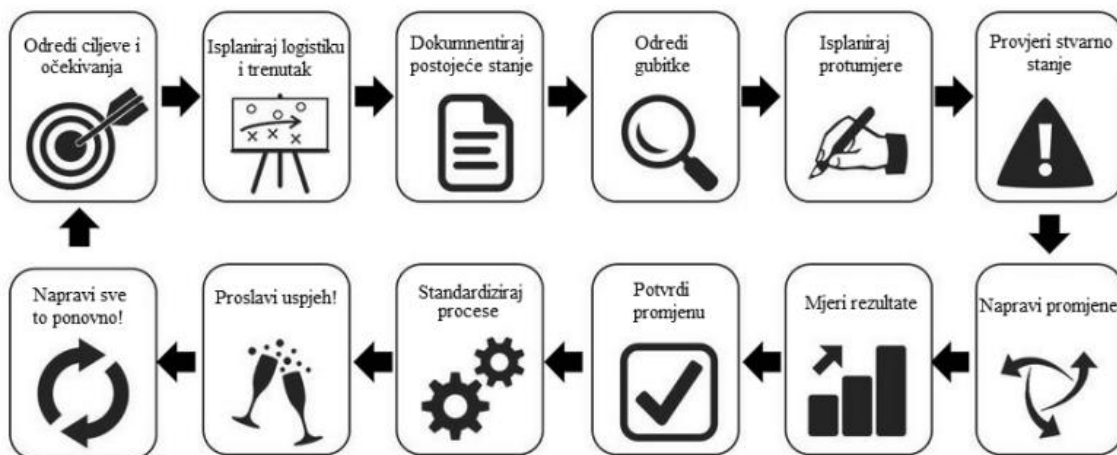 Odredi ciljeve i
očekivanja
Isplaniraj logistiku
i trenutak
Dokumnentiraj
postojeće stanje
Odredi
gubitke
Isplaniraj
protumjere
Provjeri stvarno
stanje
Napravi promjene
Mjeri rezultate
Potvrdi
promjenu
Standardiziraj
procese
Proslavi uspjeh!
Napravi sve
to ponovno!